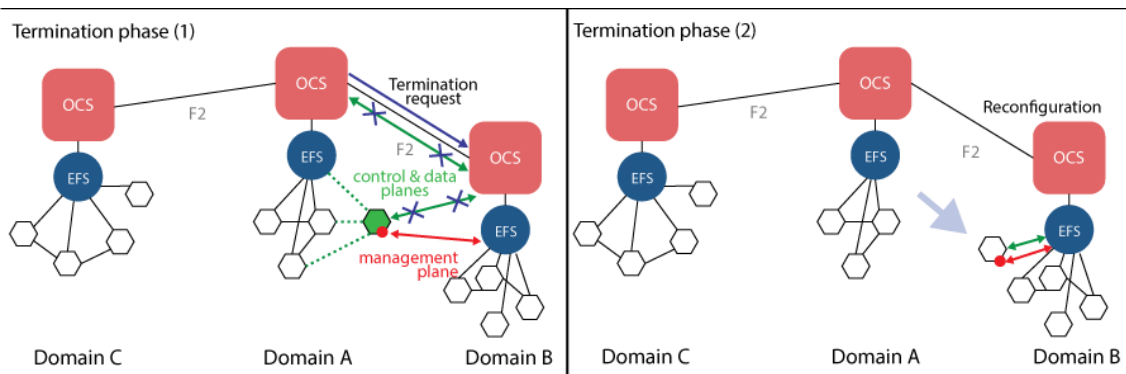 Termination phase (1)
OCS
OCS
F2
Termination
request
F2
OCS
EFS
EFS
control & data
planes
EFS
management
plane
Domain C
Domain A
Domain B
Termination phase (2)
OCS
OCS
F2
Reconfiguration
F2
OCS
EFS
EFS
EFS
Domain C
Domain A
Domain B